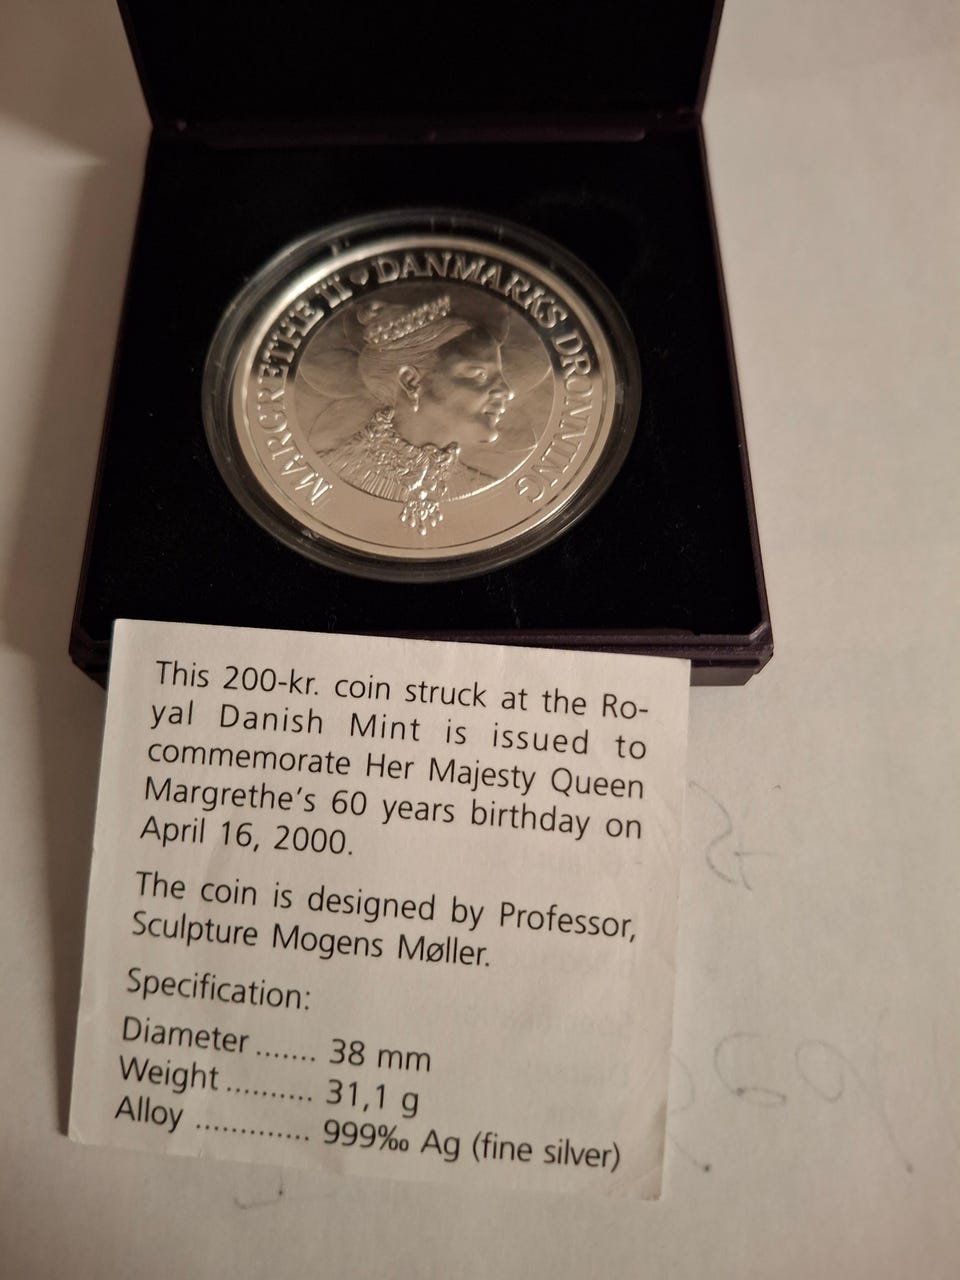 MARGRETHE II ♥ DANMARKS DRONNING
This 200-kr. coin struck at the Ro-
yal Danish Mint is issued to
commemorate Her Majesty Queen
Margrethe's 60 years birthday on
April 16, 2000.
The coin is designed by Professor,
Sculpture Mogens Møller.
Specification:
Diameter ....... 38 mm
Weight .......... 31,1 g
Alloy ............. 999‰ Ag (fine silver)